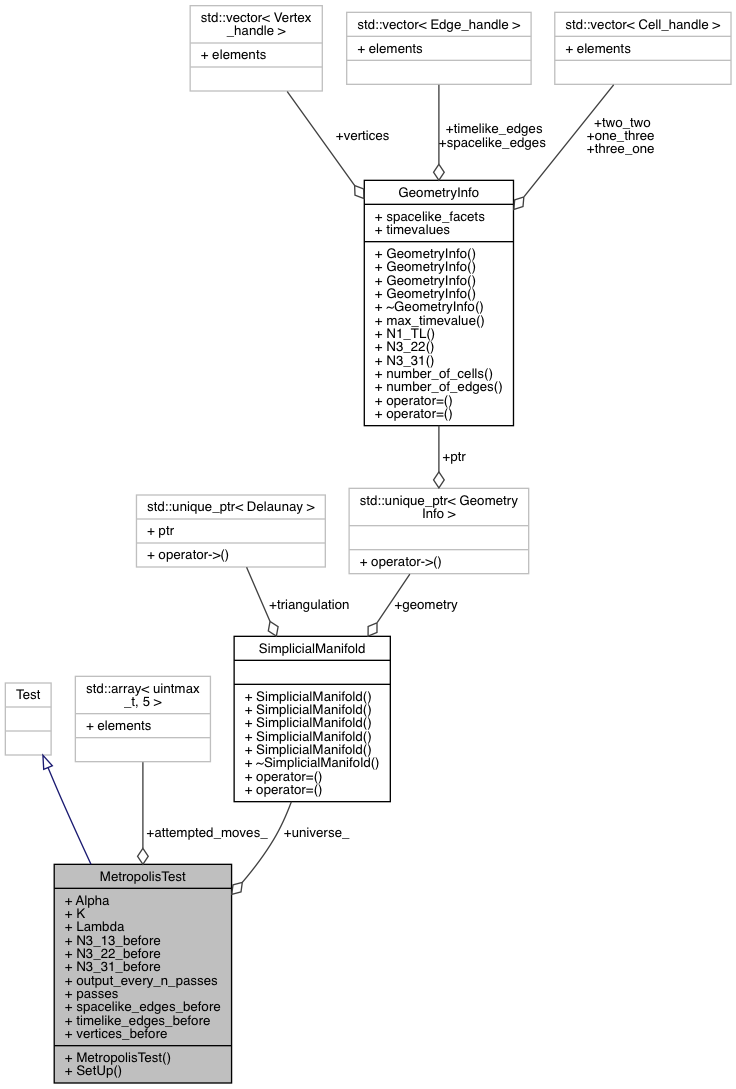 std::vector< Vertex
_handle >
+ elements
std::vector< Edge_handle >
+ elements
std::vector< Cell_handle >
+ elements
+vertices
+timelike_edges
+spacelike_edges
+two_two
+one_three
+three_one
GeometryInfo
+ spacelike_facets
+ timevalues
+ GeometryInfo()
+ GeometryInfo()
+ GeometryInfo()
+ GeometryInfo()
+ ~GeometryInfo()
+ max_timevalue()
+ N1_TL()
+ N3_22()
+ N3_31()
+ number_of_cells()
+ number_of_edges()
+ operator=()
+ operator=()
+ptr
std::unique_ptr< Delaunay >
+ ptr
+ operator->()
std::unique_ptr< Geometry
Info >
+ operator->()
+triangulation
+geometry
SimplicialManifold
+ SimplicialManifold()
+ SimplicialManifold()
+ SimplicialManifold()
+ SimplicialManifold()
+ SimplicialManifold()
+ ~SimplicialManifold()
+ operator=()
+ operator=()
Test
std::array< uintmax
_t, 5 >
+ elements
+attempted_moves_
+universe_
MetropolisTest
+ Alpha
+ K
+ Lambda
+ N3_13_before
+ N3_22_before
+ N3_31_before
+ output_every_n_passes
+ passes
+ spacelike_edges_before
+ timelike_edges_before
+ vertices_before
+ MetropolisTest()
+ SetUp()